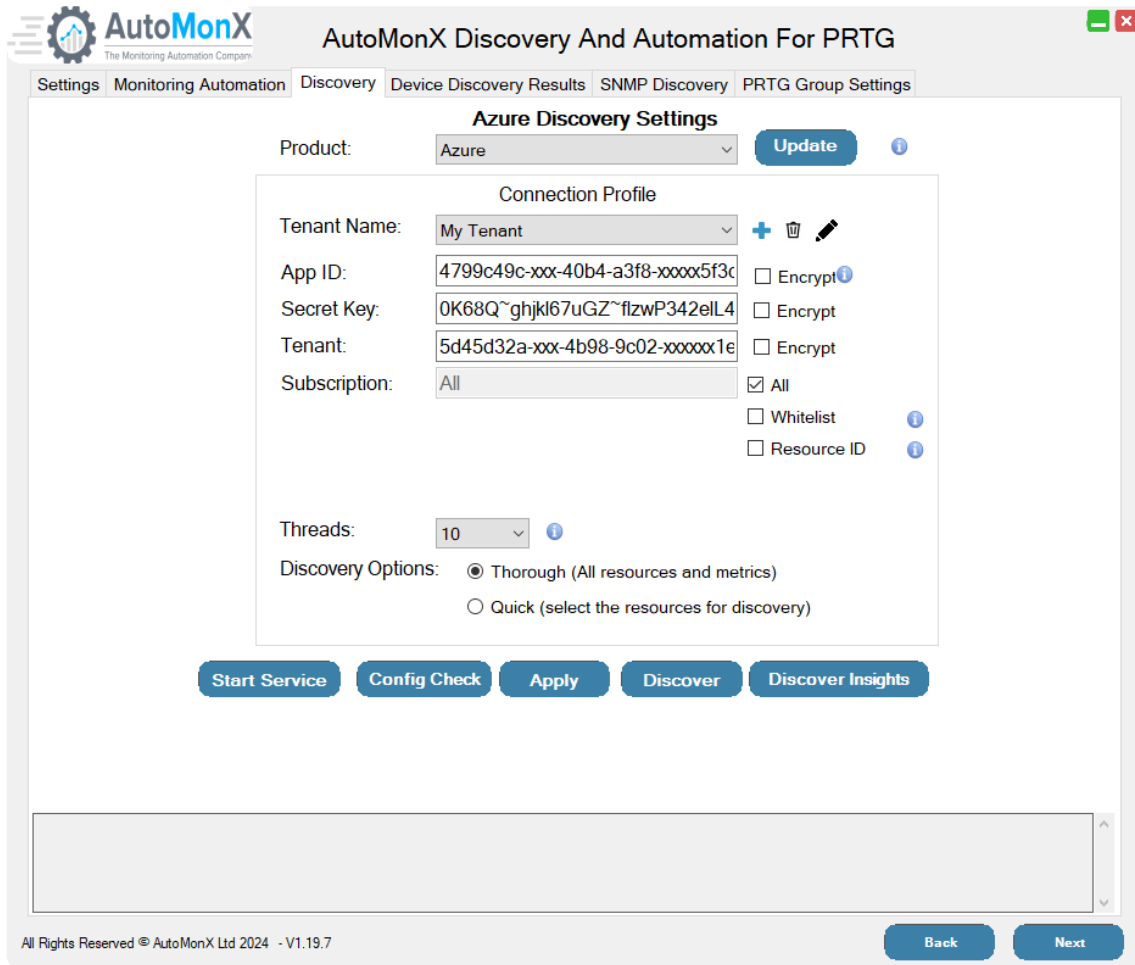 AutoMonX
The Monitoring Automation Company
AutoMonX Discovery And Automation For PRTG
Settings Monitoring Automation Discovery Device Discovery Results SNMP Discovery PRTG Group Settings
Azure Discovery Settings
Product: Azure Update
Connection Profile
Tenant Name: My Tenant
App ID: 4799c49c-xxx-40b4-a3f8-xxxxx5f3c Encrypt
Secret Key: 0K68Q~ghjkl67uGZ~flzwP342elL4 Encrypt
Tenant: 5d45d32a-xxx-4b98-9c02-xxxxxx1e Encrypt
Subscription: All All
Whitelist
Resource ID
Threads: 10
Discovery Options: Thorough (All resources and metrics)
Quick (select the resources for discovery)
Start Service Config Check Apply Discover Discover Insights
All Rights Reserved © AutoMonX Ltd 2024 - V1.19.7
Back Next